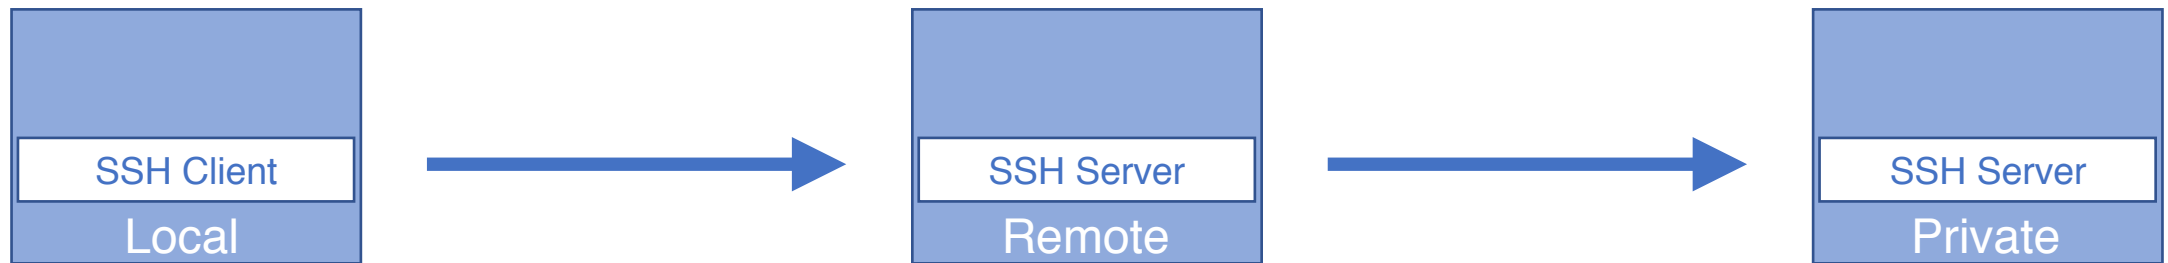 SSH Client
Local
SSH Server
Remote
SSH Server
Private